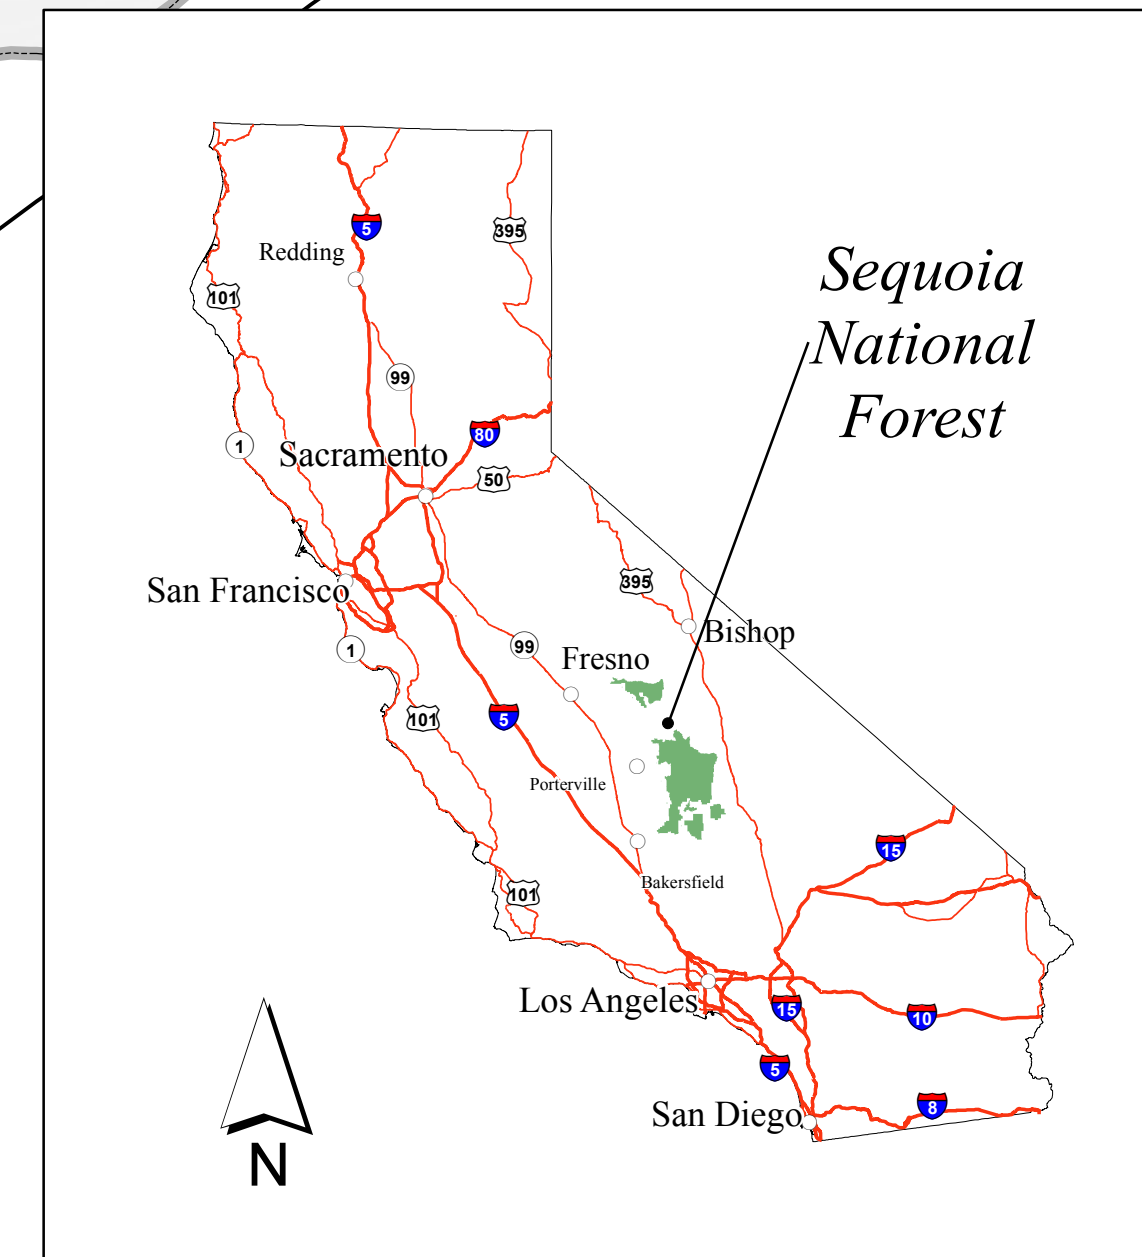 5
395
Redding
Sequoia
National
Forest
101
99
80
1
Sacramento
50
395
San Francisco
Bishop
99
1
Fresno
101
5
Porterville
15
Bakersfield
101
Los Angeles
15
10
5
8
San Diego
N